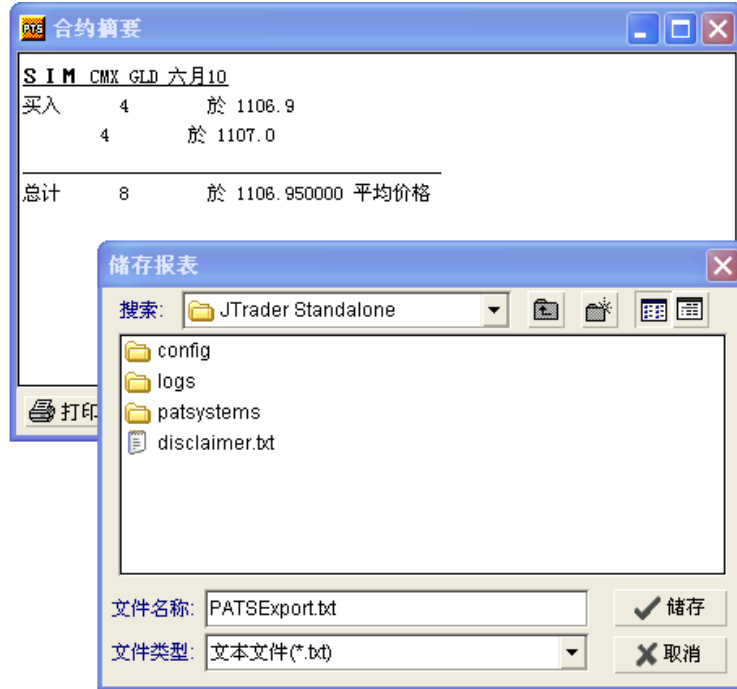 PTS 合约摘要
S I M CMX GLD 六月10
买入 4 於 1106.9
4 於 1107.0
总计 8 於 1106.950000 平均价格
打印
储存报表
搜索: JTrader Standalone
config
logs
patsystems
disclaimer.txt
文件名称: PATSExport.txt 储存
文件类型: 文本文件(*.txt) 取消